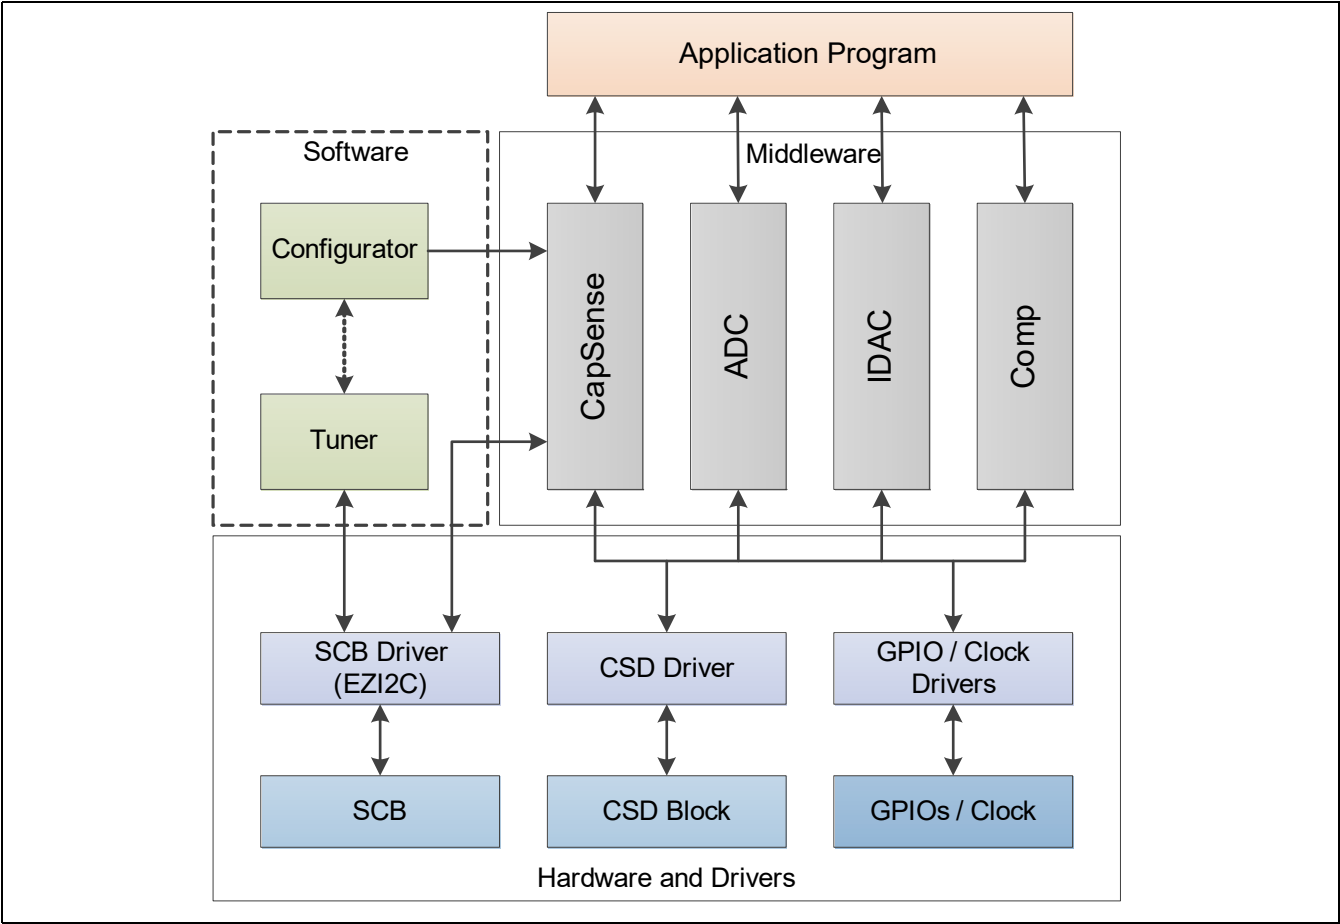 Application Program
Software
Middleware
Configurator
Tuner
CapSense
ADC
IDAC
Comp
SCB Driver
(EZI2C)
CSD Driver
GPIO / Clock
Drivers
SCB
CSD Block
GPIOs / Clock
Hardware and Drivers